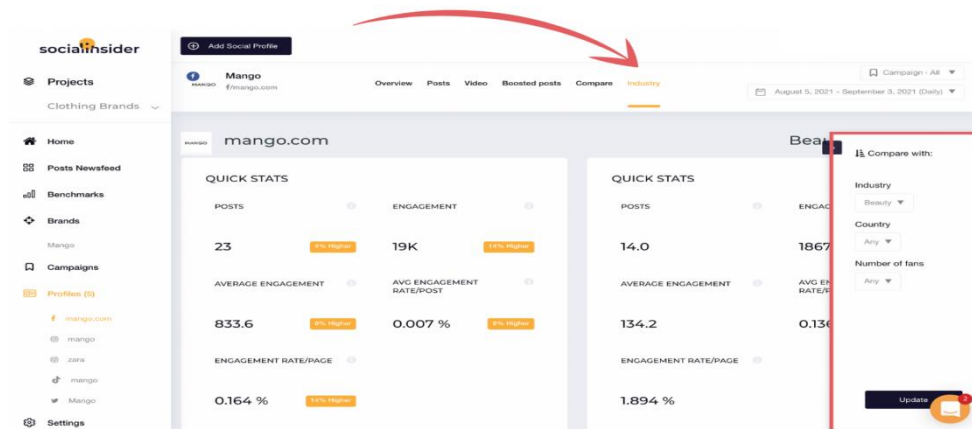 socialinsider
Add Social Profile
Projects
Clothing Brands
Home
Posts Newsfeed
Benchmarks
Brands
Mango
Campaigns
Profiles (5)
mango.com
mango
zara
mango
Mango
Settings
MANGO
Mango
f/mango.com
Overview Posts Video Boosted posts Compare Industry
Campaign - All
August 5, 2021 - September 3, 2021 (Daily)
MANGO
mango.com
QUICK STATS
POSTS
ENGAGEMENT
23
19K
14% Higher
AVERAGE ENGAGEMENT
AVG ENGAGEMENT
RATE/POST
833.6
0.007 %
ENGAGEMENT RATE/PAGE
0.164 %
QUICK STATS
POSTS
14.0
1867
AVERAGE ENGAGEMENT
134.2
ENGAGEMENT RATE/PAGE
1.894 %
Compare with:
Industry
Beauty
Country
Any
Number of fans
Any
Update
2